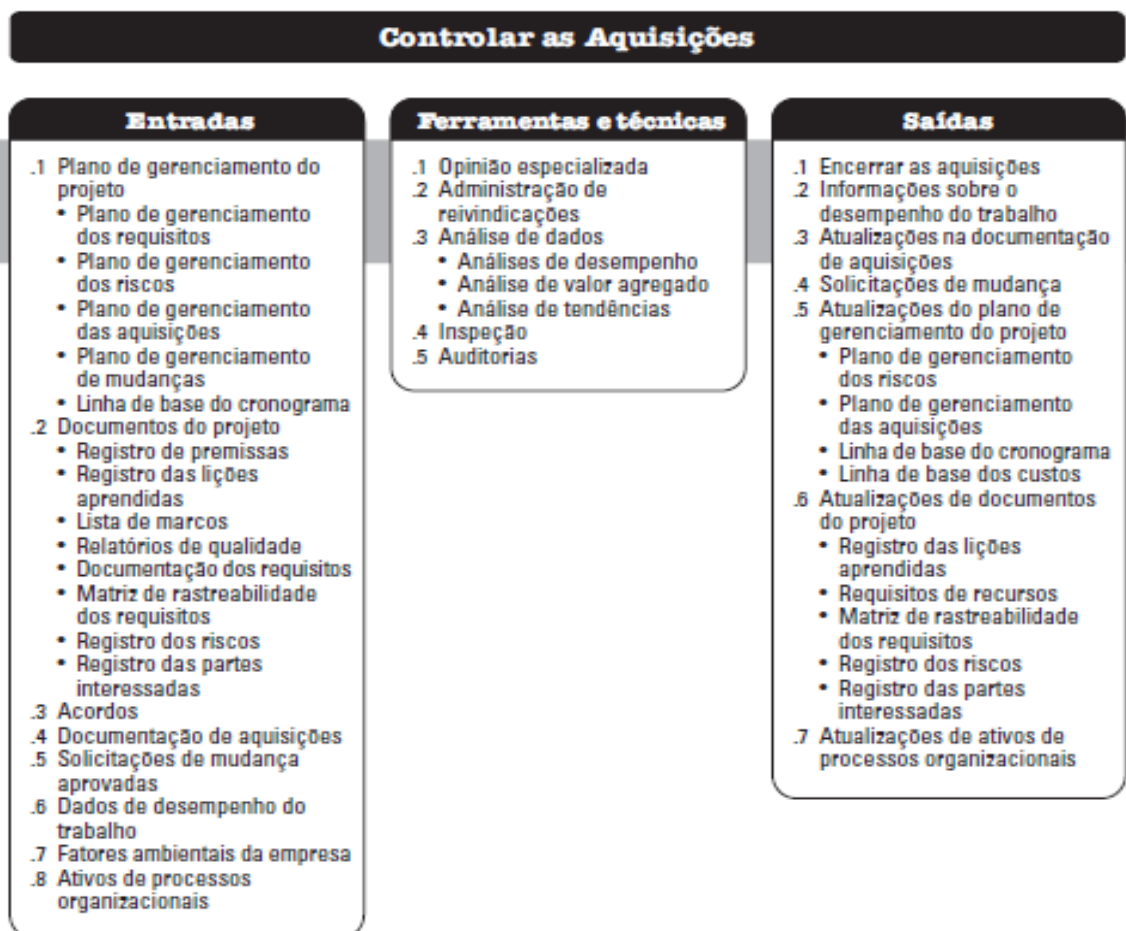 Controlar as Aquisições
Entradas
.1 Plano de gerenciamento do
projeto
• Plano de gerenciamento
dos requisitos
• Plano de gerenciamento
dos riscos
• Plano de gerenciamento
das aquisições
• Plano de gerenciamento
de mudanças
• Linha de base do cronograma
.2 Documentos do projeto
• Registro de premissas
• Registro das lições
aprendidas
• Lista de marcos
• Relatórios de qualidade
• Documentação dos requisitos
• Matriz de rastreabilidade
dos requisitos
• Registro dos riscos
• Registro das partes
interessadas
.3 Acordos
.4 Documentação de aquisições
.5 Solicitações de mudança
aprovadas
.6 Dados de desempenho do
trabalho
.7 Fatores ambientais da empresa
.8 Ativos de processos
organizacionais
Ferramentas e técnicas
.1 Opinião especializada
.2 Administração de
reivindicações
.3 Análise de dados
• Análises de desempenho
• Análise de valor agregado
• Análise de tendências
.4 Inspeção
.5 Auditorias
Saídas
.1 Encerrar as aquisições
.2 Informações sobre o
desempenho do trabalho
.3 Atualizações na documentação
de aquisições
.4 Solicitações de mudança
.5 Atualizações do plano de
gerenciamento do projeto
• Plano de gerenciamento
dos riscos
• Plano de gerenciamento
das aquisições
• Linha de base do cronograma
• Linha de base dos custos
.6 Atualizações de documentos
do projeto
• Registro das lições
aprendidas
• Requisitos de recursos
• Matriz de rastreabilidade
dos requisitos
• Registro dos riscos
• Registro das partes
interessadas
.7 Atualizações de ativos de
processos organizacionais